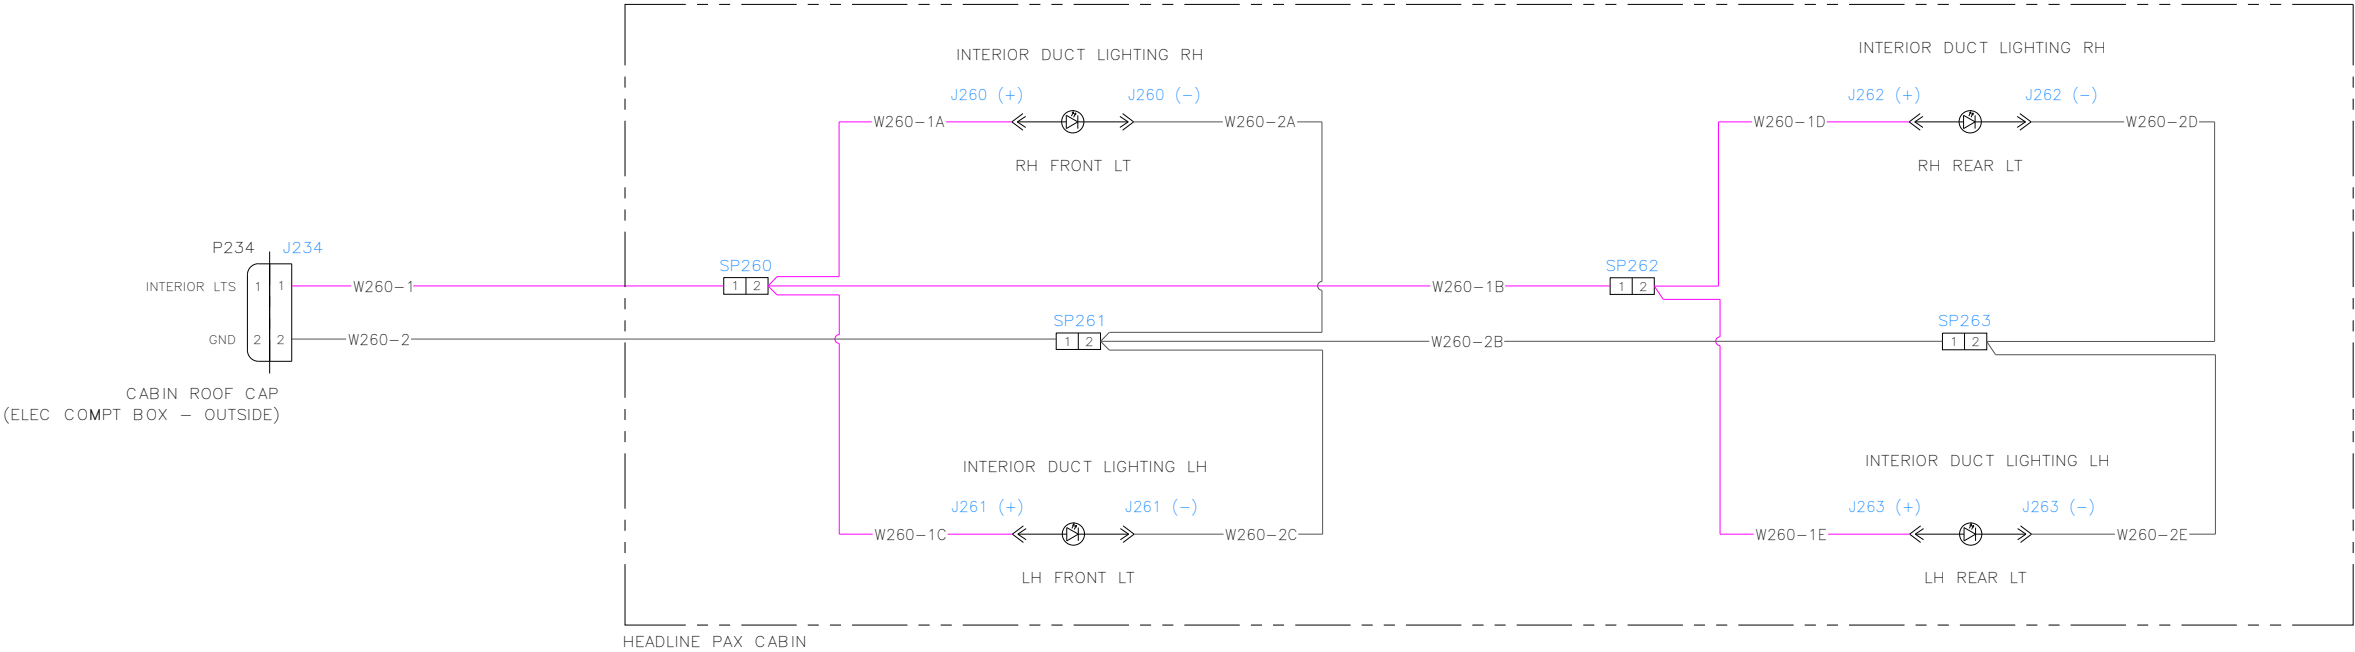 INTERIOR DUCT LIGHTING RH
INTERIOR DUCT LIGHTING RH
J260 (+)
J260 (−)
J262 (+)
J262 (−)
W260−1A
W260−2A
W260−1D
W260−2D
RH FRONT LT
RH REAR LT
P234
J234
SP260
SP262
INTERIOR LTS
1
1
W260−1
1
2
W260−1B
1
2
SP261
SP263
GND
2
2
W260−2
1
2
W260−2B
1
2
CABIN ROOF CAP
(ELEC COMPT BOX − OUTSIDE)
INTERIOR DUCT LIGHTING LH
INTERIOR DUCT LIGHTING LH
J261 (+)
J261 (−)
J263 (+)
J263 (−)
W260−1C
W260−2C
W260−1E
W260−2E
LH FRONT LT
LH REAR LT
HEADLINE PAX CABIN